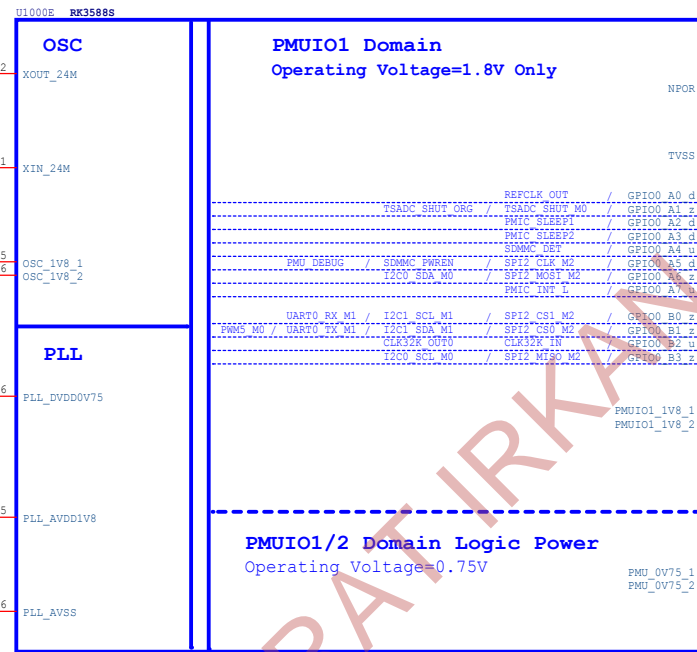 U1000E RK3588S
OSC
2
XOUT_24M
1
XIN_24M
5
OSC_1V8_1
6
OSC_1V8_2
PLL
6
PLL_DVDD0V75
5
PLL_AVDD1V8
6
PLL_AVSS
PMUIO1 Domain
Operating Voltage=1.8V Only
NPOR
TVSS
REFCLK_OUT / GPIO0_A0_d
TSADC_SHUT_ORG / TSADC_SHUT_M0 / GPIO0_A1_z
PMIC_SLEEP1 / GPIO0_A2_d
PMIC_SLEEP2 / GPIO0_A3_d
SDMMC_DET / GPIO0_A4_u
PMU_DEBUG / SDMMC_PWREN / SPI2_CLK_M2 / GPIO0_A5_d
I2C0_SDA_M0 / SPI2_MOSI_M2 / GPIO0_A6_z
PMIC_INT_L / GPIO0_A7_u
UART0_RX_M1 / I2C1_SCL_M1 / SPI2_CS1_M2 / GPIO0_B0_z
PWM5_M0 / UART0_TX_M1 / I2C1_SDA_M1 / SPI2_CS0_M2 / GPIO0_B1_z
CLK32K_OUT0 / CLK32K_IN / GPIO0_B2_u
I2C0_SCL_M0 / SPI2_MISO_M2 / GPIO0_B3_z
PMUIO1_1V8_1
PMUIO1_1V8_2
PMUIO1/2 Domain Logic Power
Operating Voltage=0.75V
PMU_0V75_1
PMU_0V75_2
PAT IRKAN